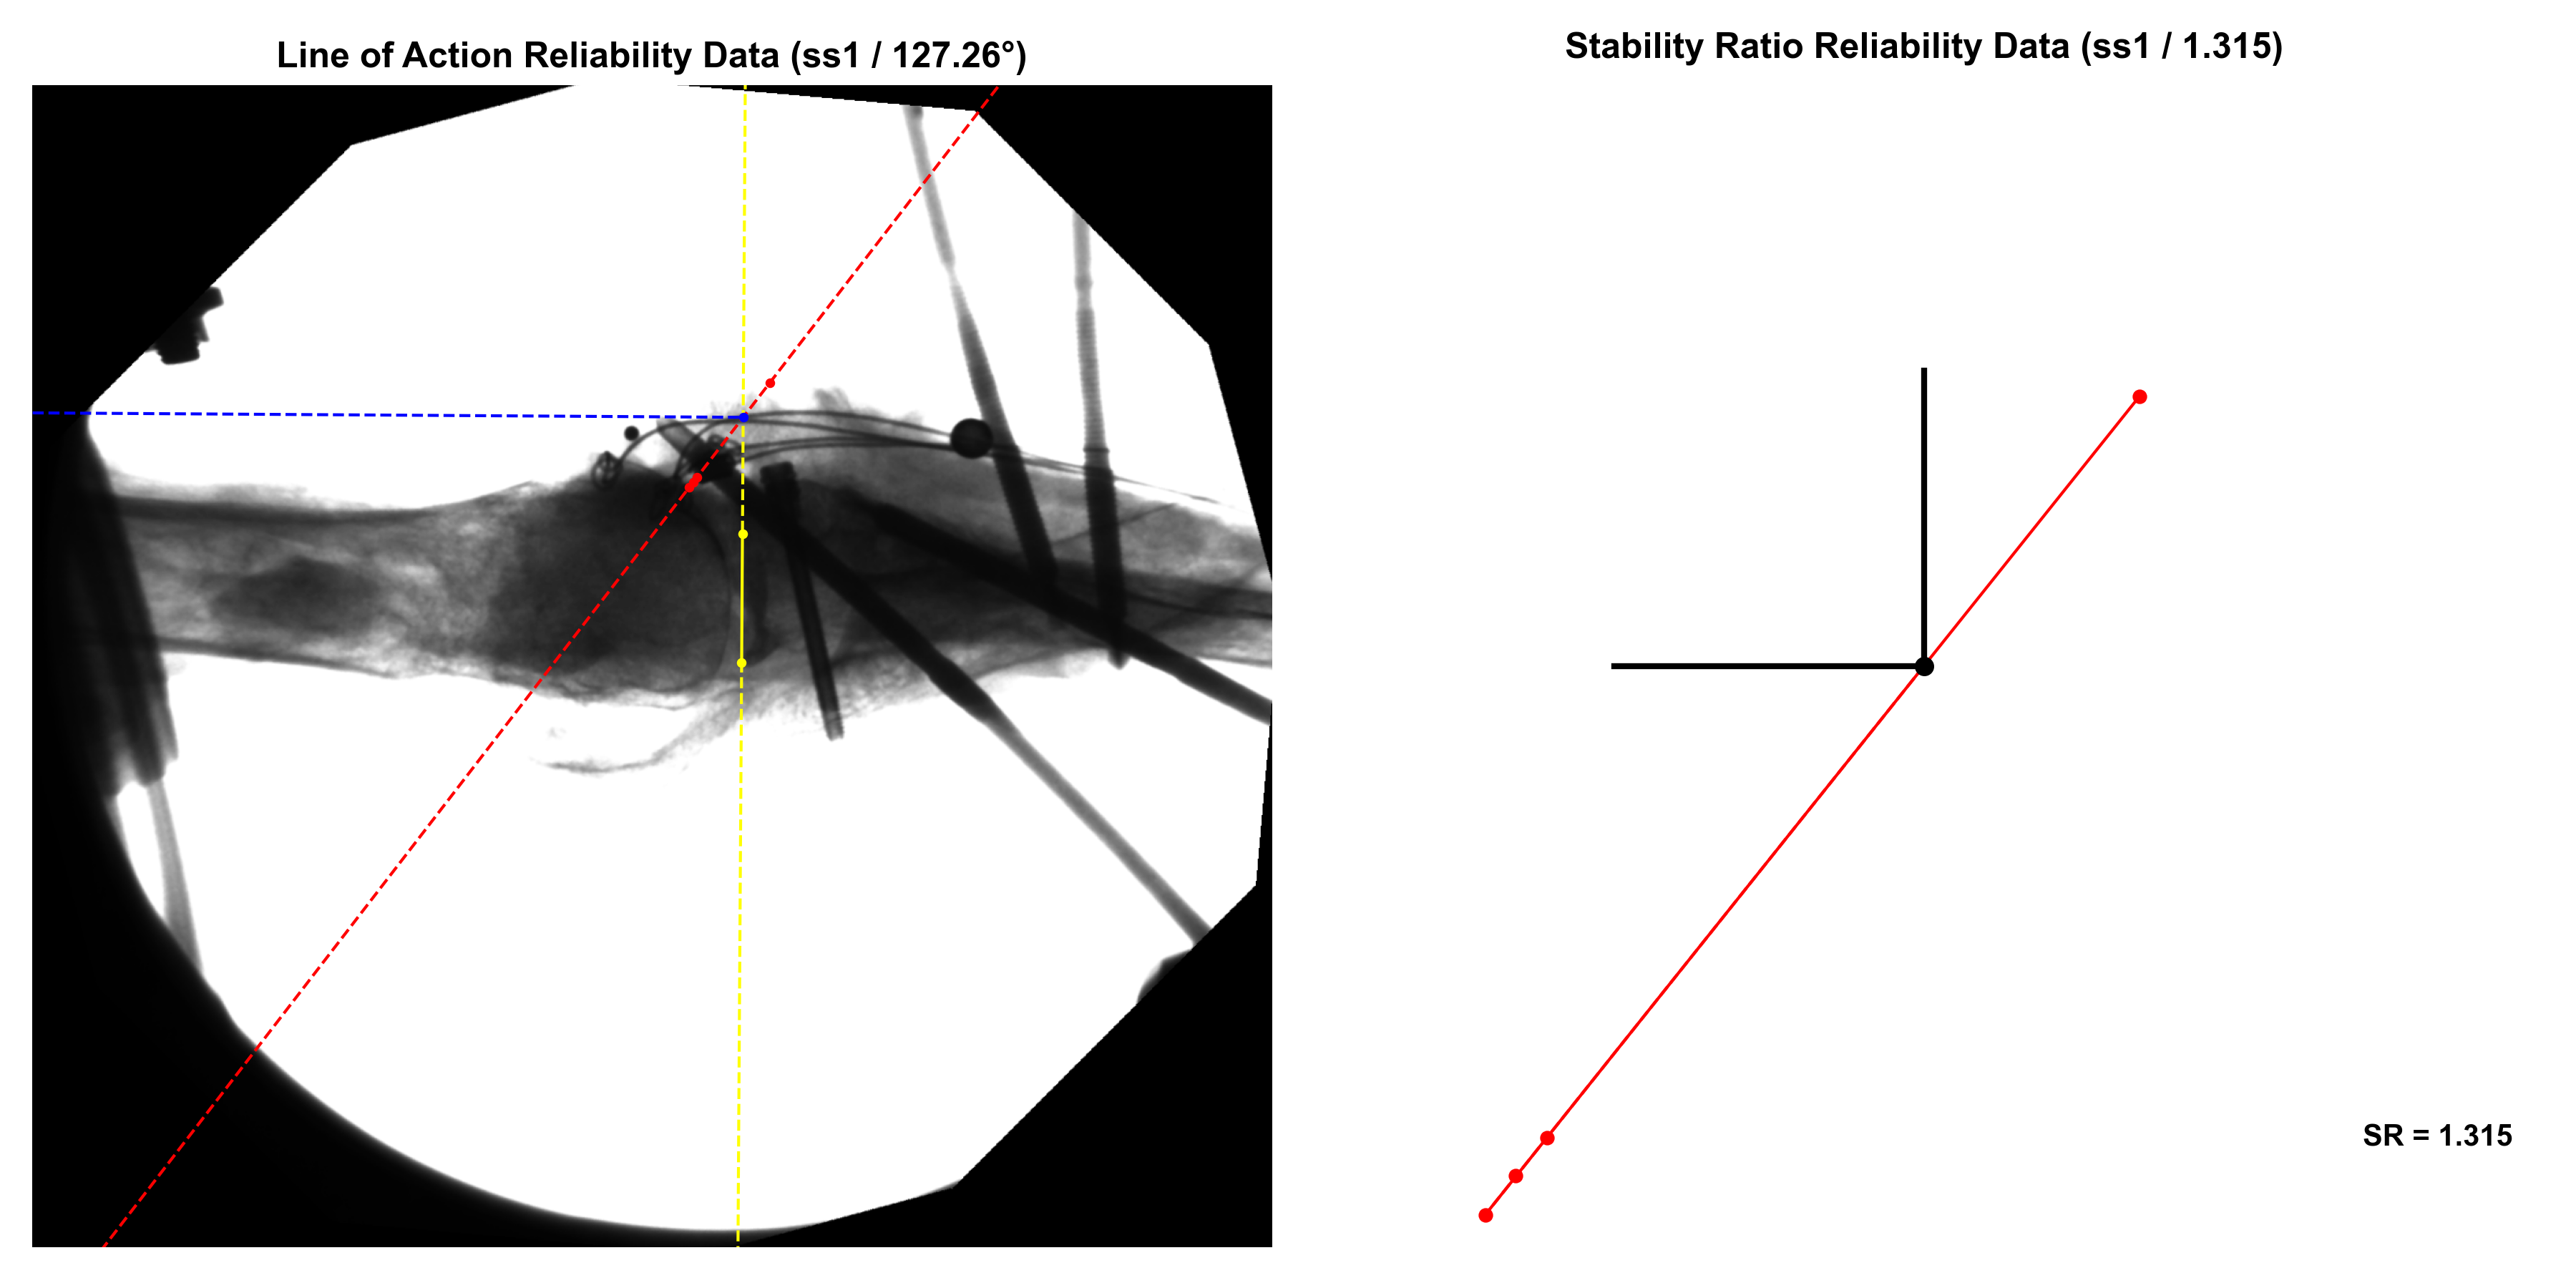 Line of Action Reliability Data (ss1 / 127.26°)
Stability Ratio Reliability Data (ss1 / 1.315)
SR = 1.315